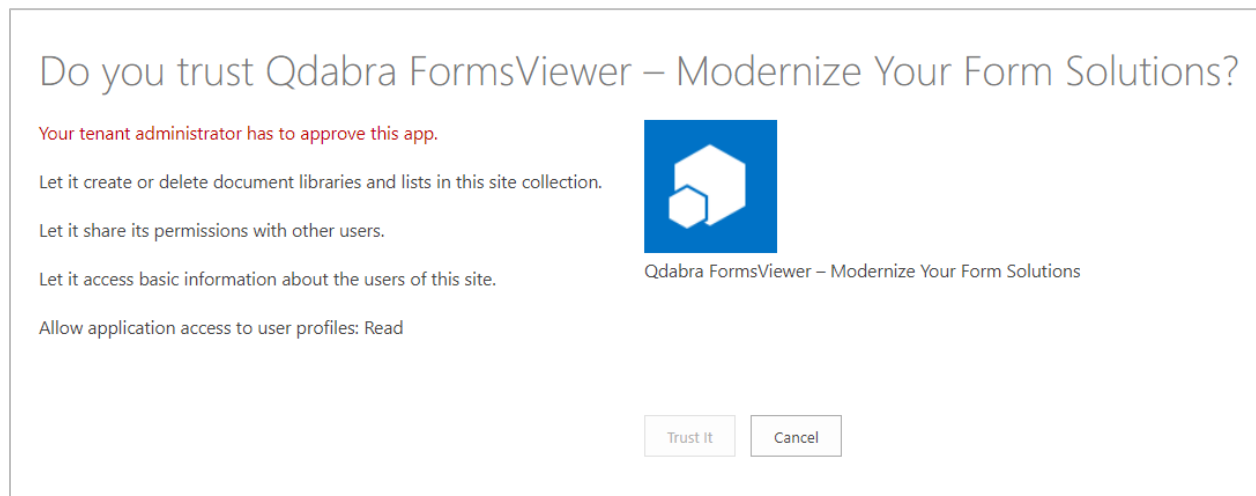 Do you trust Qdabra FormsViewer – Modernize Your Form Solutions?
Your tenant administrator has to approve this app.
Let it create or delete document libraries and lists in this site collection.
Let it share its permissions with other users.
Let it access basic information about the users of this site.
Allow application access to user profiles: Read
Qdabra FormsViewer – Modernize Your Form Solutions
Trust It
Cancel